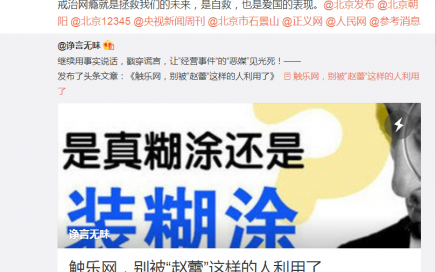 戒治网瘾就是拯救我们的未来，是自救，也是爱国的表现。@北京发布 @北京朝
阳 @北京12345 @央视新闻周刊 @北京市石景山 @正义网 @人民网 @参考消息
@诤言无味
继续用事实说话，戳穿谎言，让“经营事件”的“恶媒”见光死！——
发布了头条文章：《触乐网，别被“赵蕾”这样的人利用了》 触乐网，别被“赵蕾”这样的人利用
了
是真糊涂还是
装糊涂
诤言无味
触乐网，别被“赵蕾”这样的人利用了